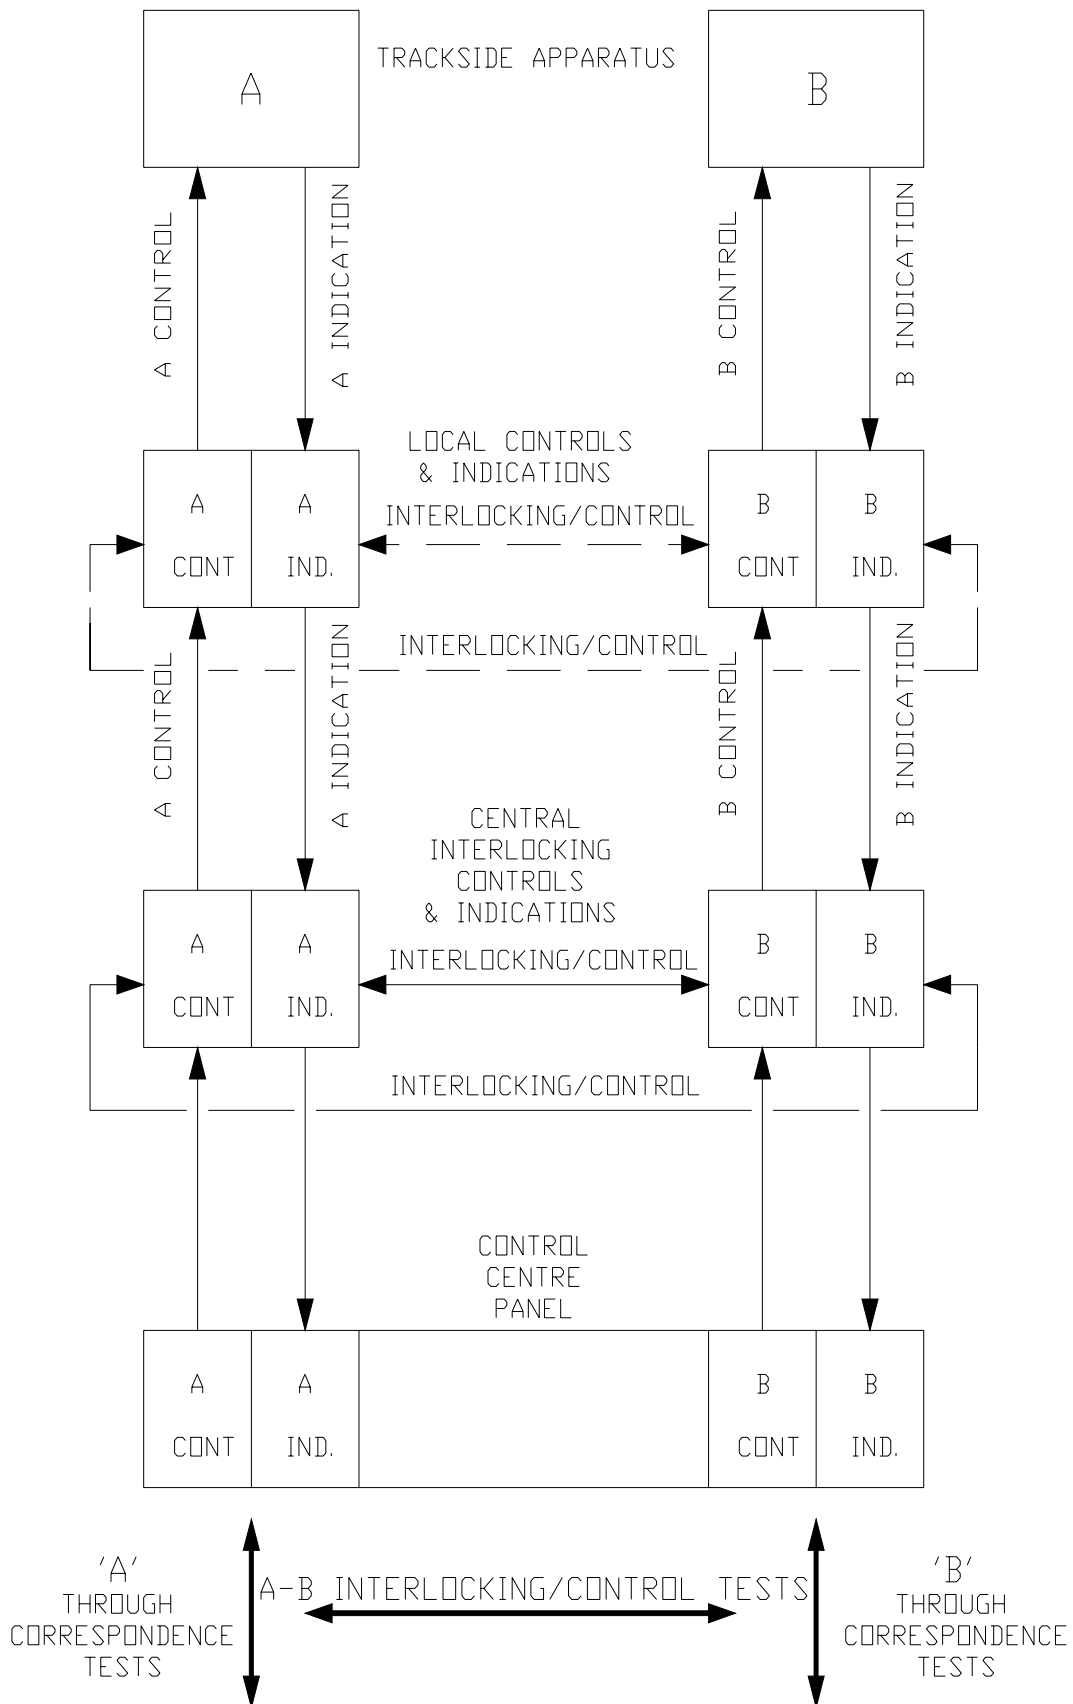 TRACKSIDE APPARATUS
A
B
A CONTROL
A INDICATION
B CONTROL
B INDICATION
LOCAL CONTROLS
& INDICATIONS
INTERLOCKING/CONTROL
A
CONT
A
IND.
B
CONT
B
IND.
INTERLOCKING/CONTROL
A CONTROL
A INDICATION
B CONTROL
B INDICATION
CENTRAL
INTERLOCKING
CONTROLS
& INDICATIONS
INTERLOCKING/CONTROL
A
CONT
A
IND.
B
CONT
B
IND.
INTERLOCKING/CONTROL
CONTROL
CENTRE
PANEL
A
CONT
A
IND.
B
CONT
B
IND.
'A'
THROUGH
CORRESPONDENCE
TESTS
A-B INTERLOCKING/CONTROL TESTS
'B'
THROUGH
CORRESPONDENCE
TESTS